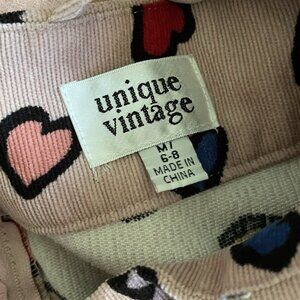 unique
vintage
M/
6-8
MADE IN
CHINA